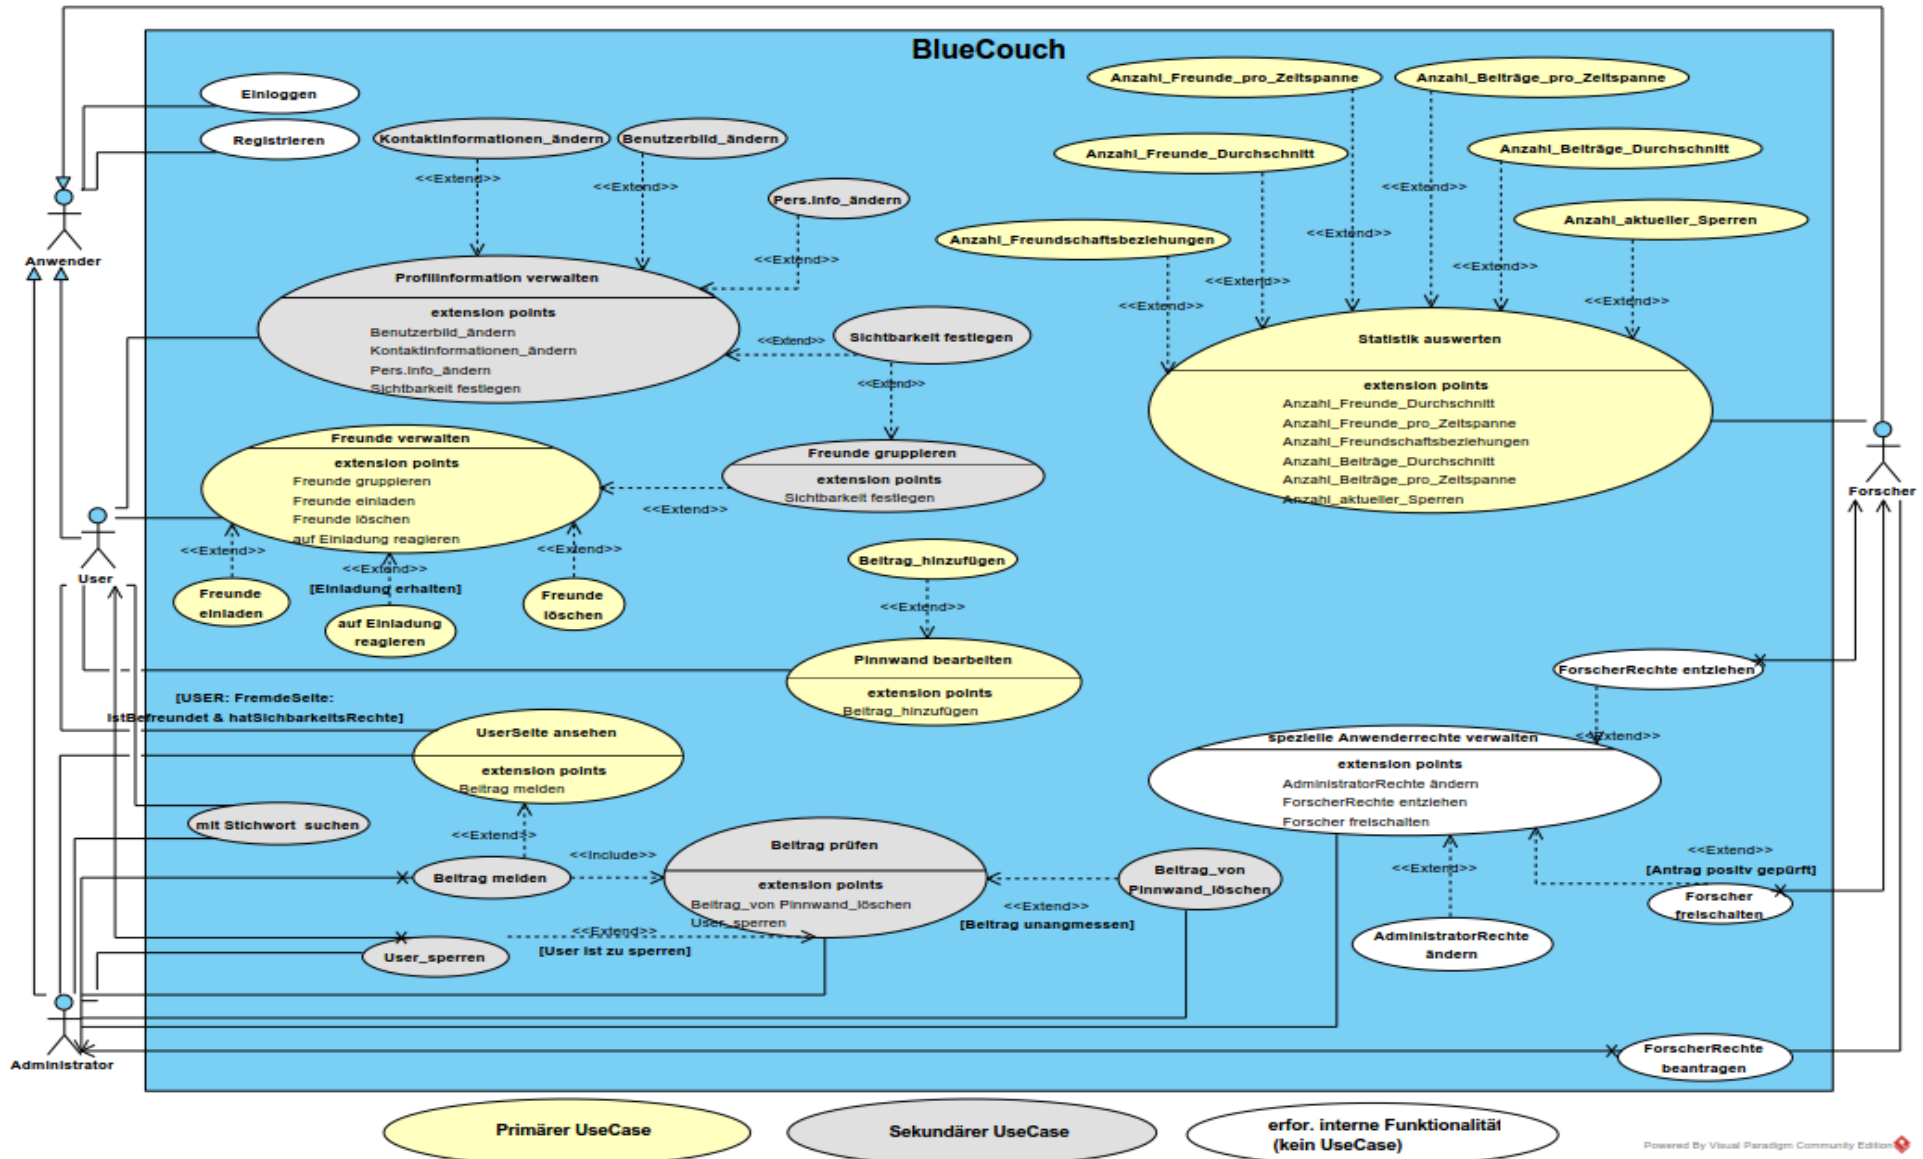 BlueCouch
Einloggen
Registrieren
Kontaktinformationen_ändern
Benutzerbild_ändern
<<Extend>>
<<Extend>>
Pers.Info_ändern
<<Extend>>
Anwender
Profilinformation verwalten
extension points
Benutzerbild_ändern
Kontaktinformationen_ändern
Pers.Info_ändern
Sichtbarkeit festlegen
<<Extend>>
Sichtbarkeit festlegen
<<Extend>>
Anzahl_Freunde_pro_Zeitspanne
Anzahl_Beiträge_pro_Zeitspanne
Anzahl_Freunde_Durchschnitt
Anzahl_Beiträge_Durchschnitt
<<Extend>>
Anzahl_aktueller_Sperren
Anzahl_Freundschaftsbeziehungen
<<Extend>>
<<Extend>>
<<Extend>>
<<Extend>>
<<Extend>>
Statistik auswerten
extension points
Anzahl_Freunde_Durchschnitt
Anzahl_Freunde_pro_Zeitspanne
Anzahl_Freundschaftsbeziehungen
Anzahl_Beiträge_Durchschnitt
Anzahl_Beiträge_pro_Zeitspanne
Anzahl_aktueller_Sperren
Forscher
Freunde verwalten
extension points
Freunde gruppieren
Freunde einladen
Freunde löschen
auf Einladung reagieren
Freunde gruppieren
extension points
Sichtbarkeit festlegen
<<Extend>>
<<Extend>>
<<Extend>>
[Einladung erhalten]
<<Extend>>
User
Freunde
einladen
auf Einladung
reagieren
Freunde
löschen
Beitrag_hinzufügen
<<Extend>>
Pinnwand bearbeiten
extension points
Beitrag_hinzufügen
[USER: FremdeSeite:
istBefreundet & hatSichbarkeitsRechte]
UserSeite ansehen
extension points
Beitrag melden
ForscherRechte entziehen
<<Extend>>
spezielle Anwenderrechte verwalten
extension points
AdministratorRechte ändern
ForscherRechte entziehen
Forscher freischalten
mit Stichwort suchen
<<Extend>>
<<Include>>
Beitrag melden
Beitrag prüfen
extension points
Beitrag_von Pinnwand_löschen
User_sperren
Beitrag_von
Pinnwand_löschen
<<Extend>>
[Beitrag unangmessen]
<<Extend>>
[User ist zu sperren]
User_sperren
<<Extend>>
<<Extend>>
[Antrag positv gepürft]
Forscher
freischalten
AdministratorRechte
ändern
Administrator
ForscherRechte
beantragen
Primärer UseCase
Sekundärer UseCase
erfor. interne Funktionalität
(kein UseCase)
Powered By Visual Paradigm Community Edition